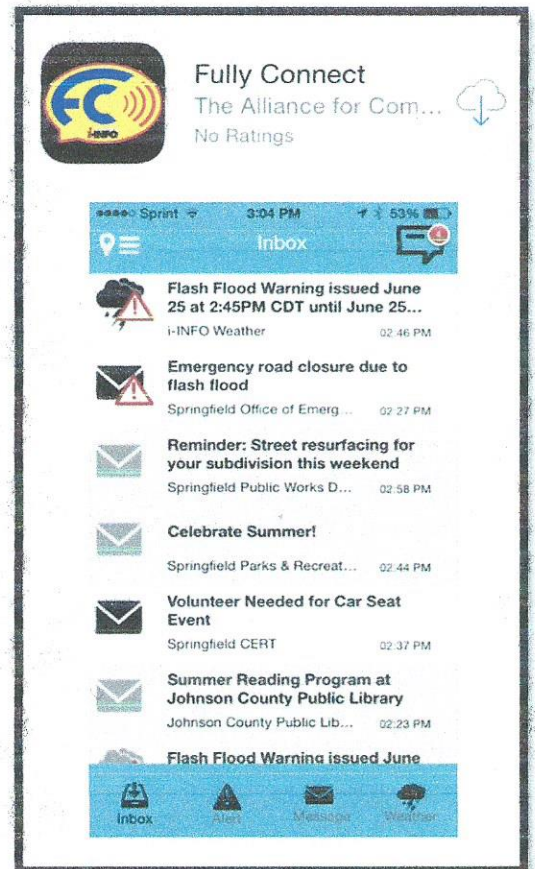 FC
i-INFO
Fully Connect
The Alliance for Com...
No Ratings
Sprint 3:04 PM 53%
Inbox
4
Flash Flood Warning issued June
25 at 2:45PM CDT until June 25...
i-INFO Weather 02:46 PM
Emergency road closure due to
flash flood
Springfield Office of Emerg... 02:27 PM
Reminder: Street resurfacing for
your subdivision this weekend
Springfield Public Works D... 02:58 PM
Celebrate Summer!
Springfield Parks & Recreat... 02:44 PM
Volunteer Needed for Car Seat
Event
Springfield CERT 02:37 PM
Summer Reading Program at
Johnson County Public Library
Johnson County Public Lib... 02:23 PM
Flash Flood Warning issued June
Inbox Alert Message Weather